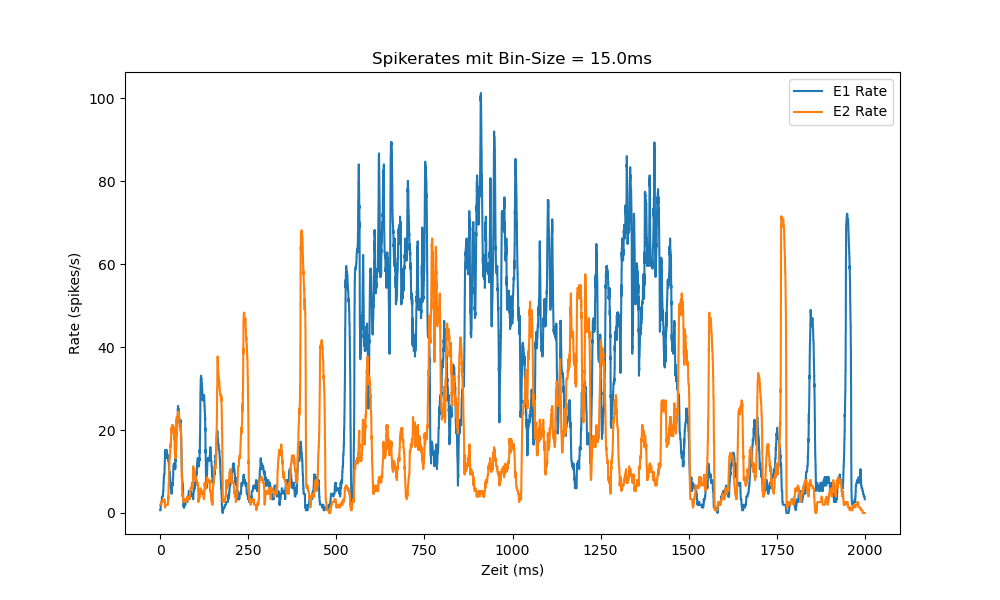 Spikerates mit Bin-Size = 15.0ms
E1 Rate
E2 Rate
100
80
60
40
20
0
Rate (spikes/s)
0 250 500 750 1000 1250 1500 1750 2000
Zeit (ms)